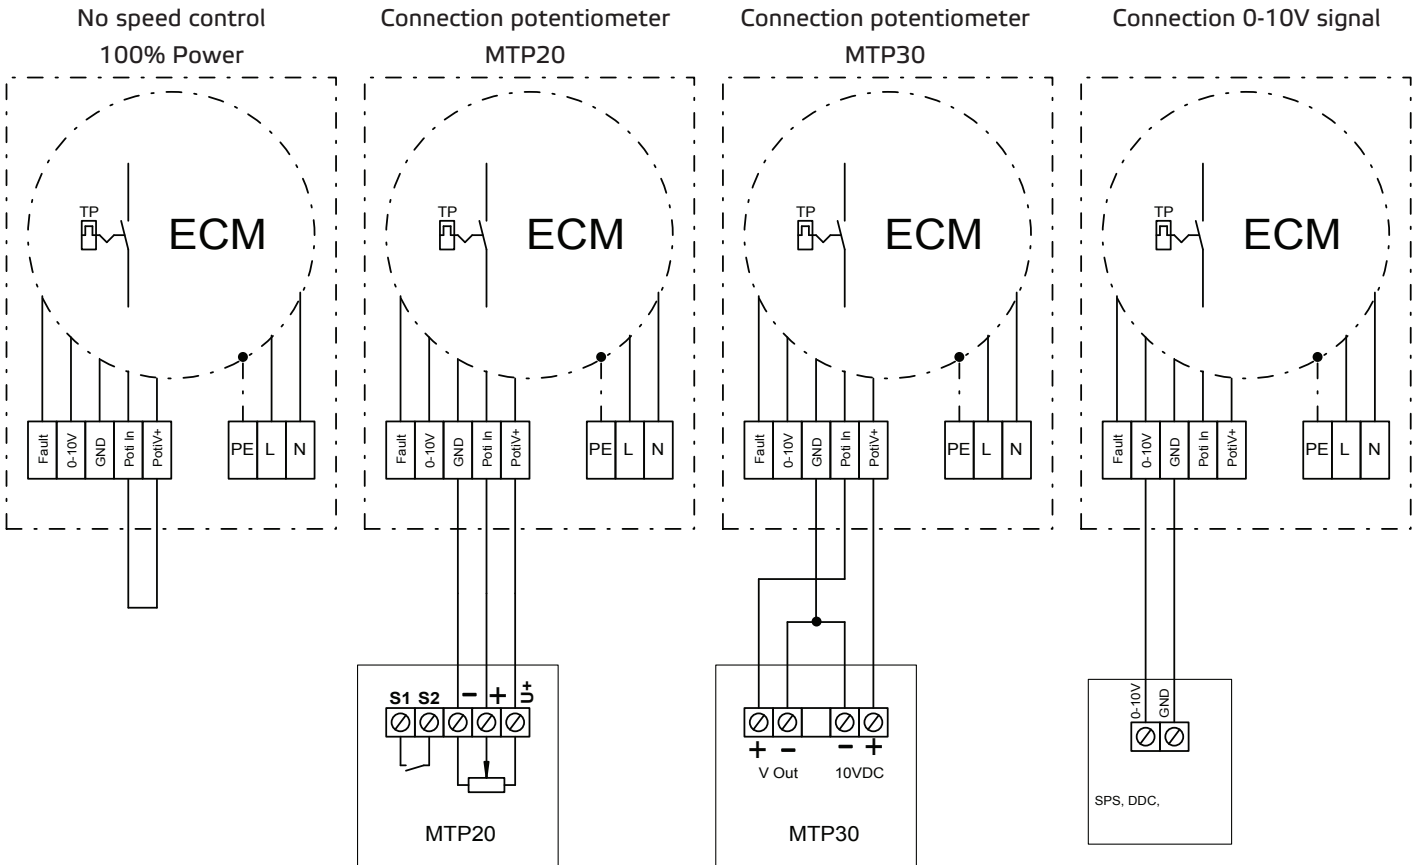 No speed control
100% Power
TP
ECM
Fault
0-10V
GND
Poti In
PotiV+
PE L N
Connection potentiometer
MTP20
TP
ECM
Fault
0-10V
GND
Poti In
PotiV+
PE L N
S1 S2 − + U+
MTP20
Connection potentiometer
MTP30
TP
ECM
Fault
0-10V
GND
Poti In
PotiV+
PE L N
+ − − +
V Out 10VDC
MTP30
Connection 0-10V signal
TP
ECM
Fault
0-10V
GND
Poti In
PotiV+
PE L N
0-10V
GND
SPS, DDC,